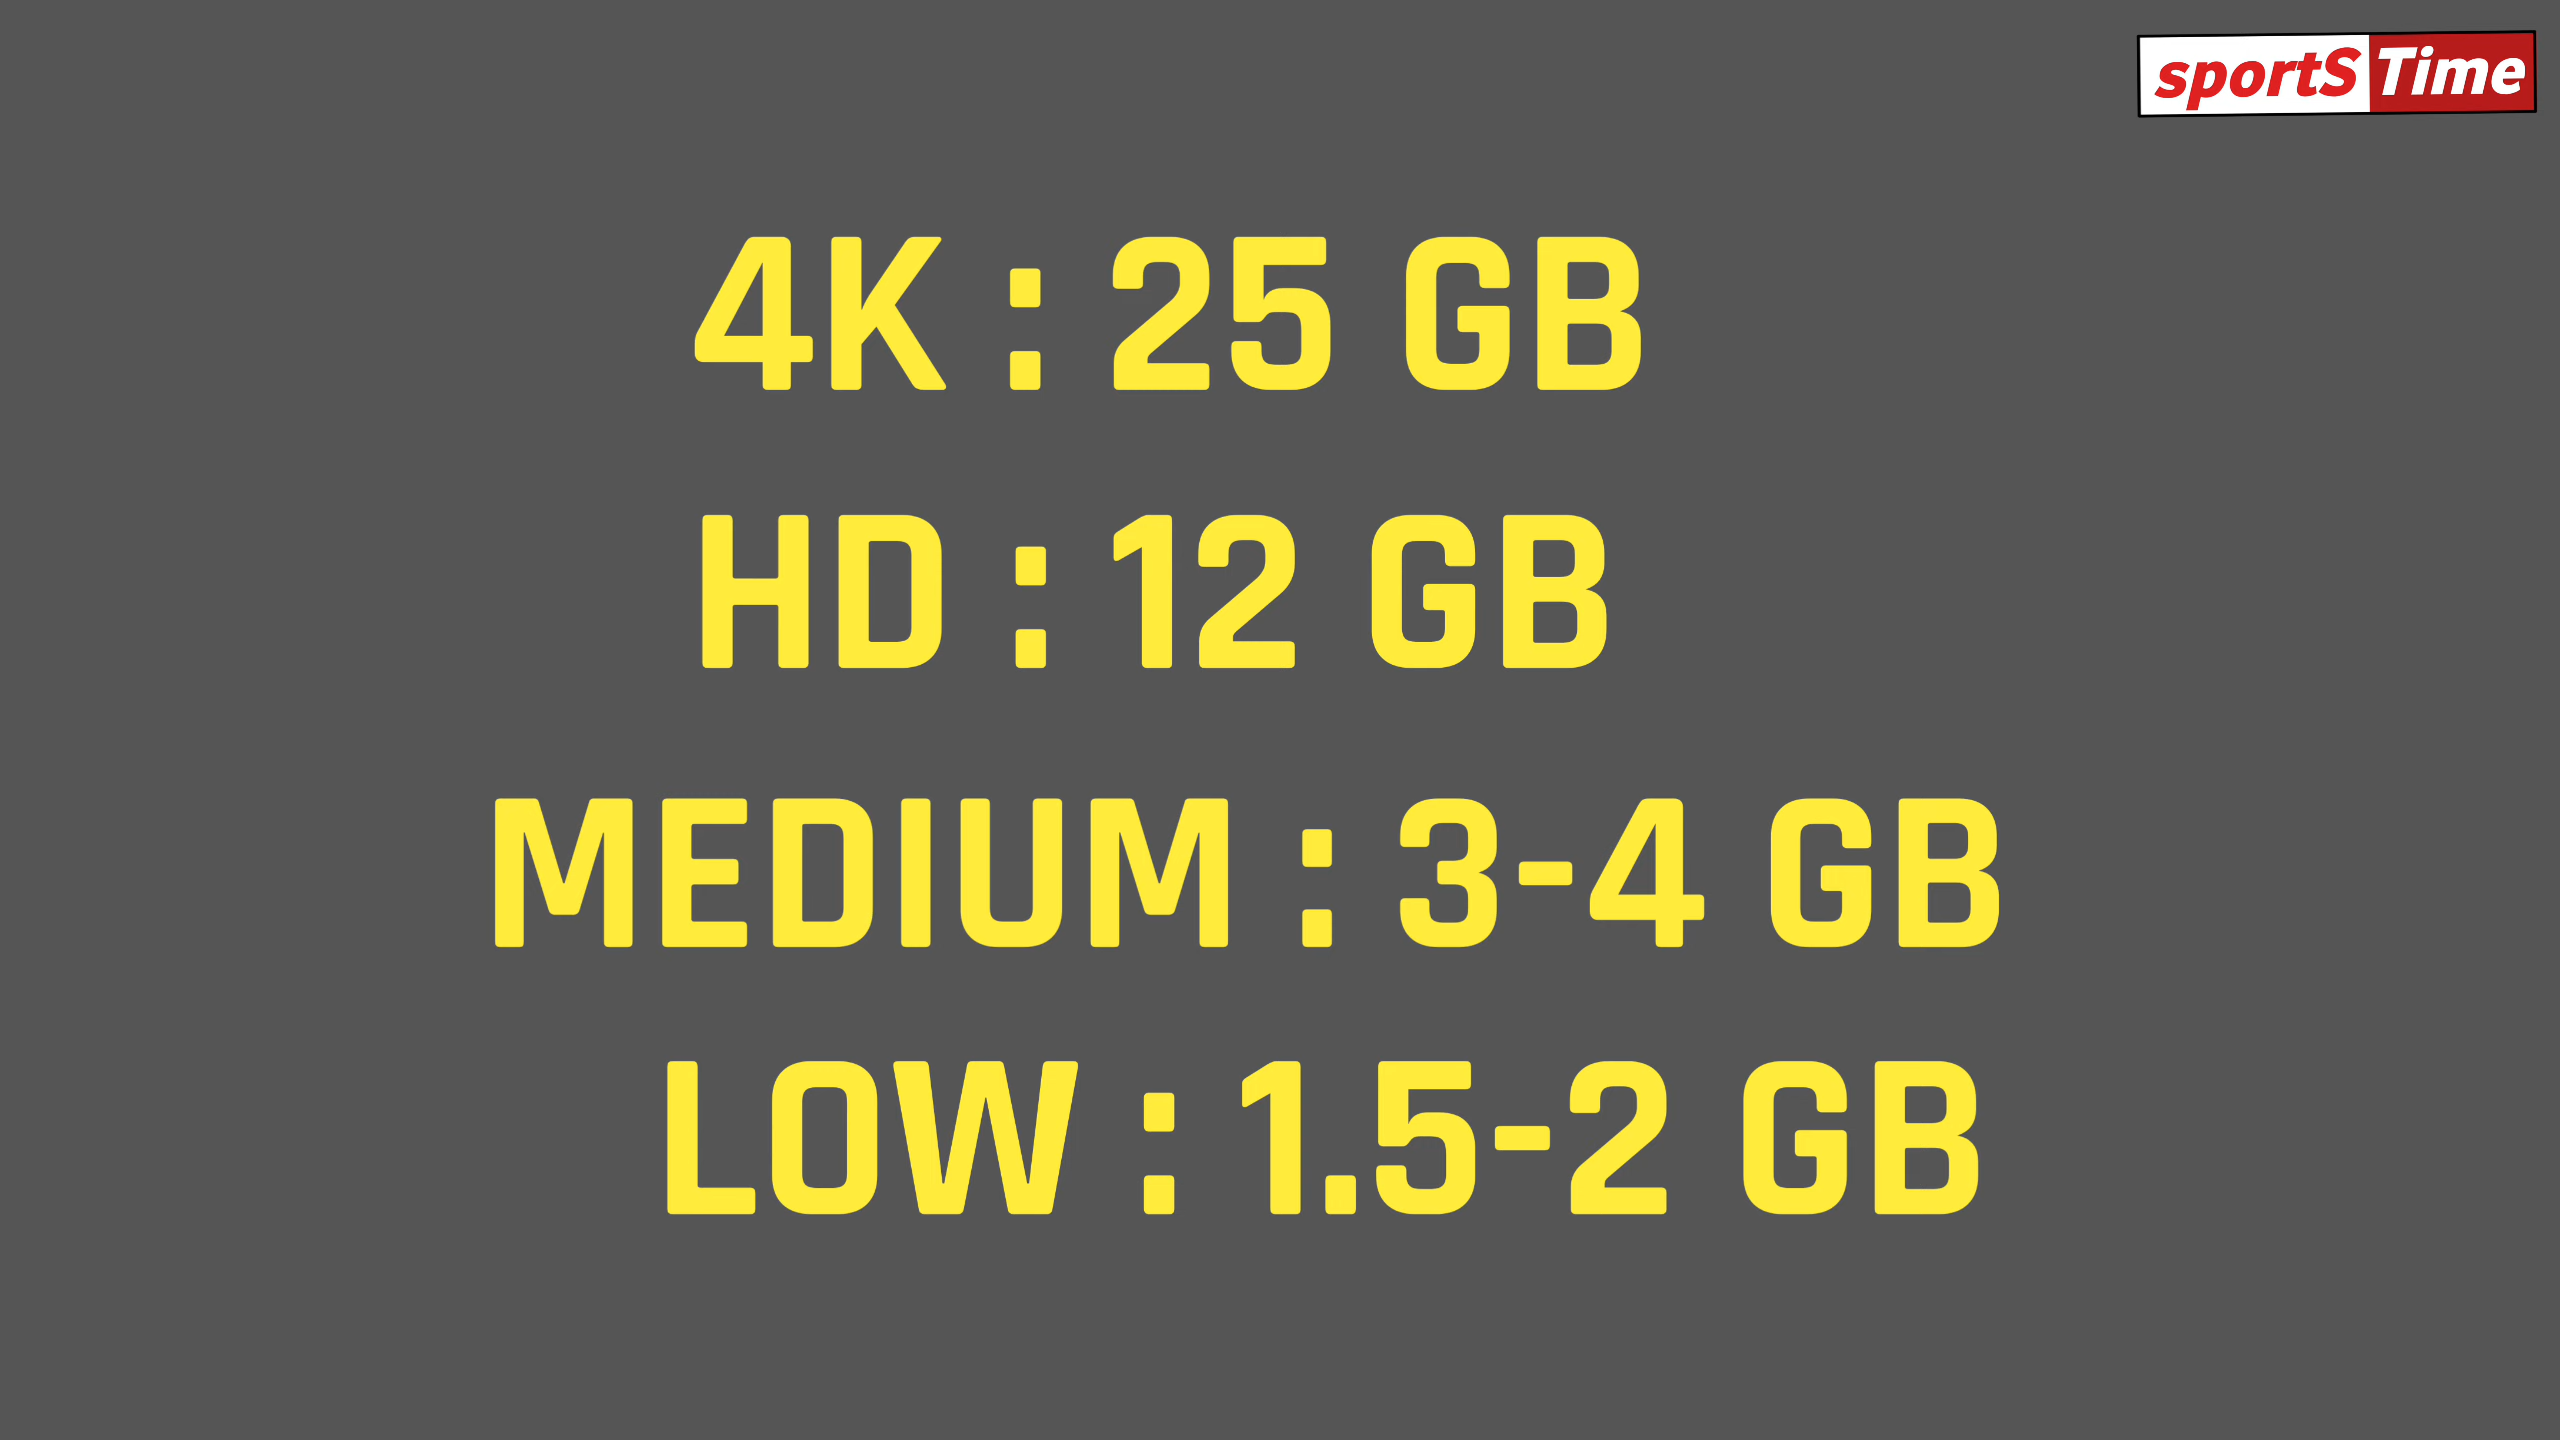 sportS Time
4K : 25 GB
HD : 12 GB
MEDIUM : 3-4 GB
LOW : 1.5-2 GB